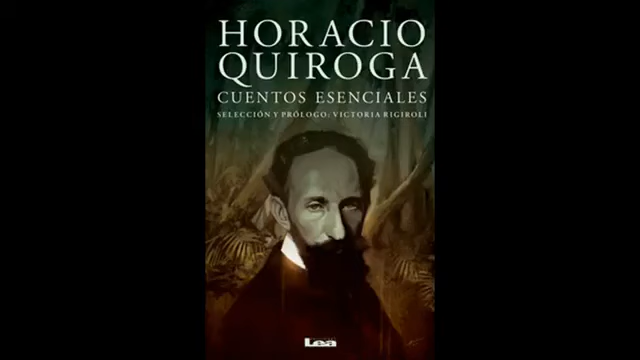 HORACIO
QUIROGA
CUENTOS ESENCIALES
SELECCIÓN Y PRÓLOGO: VICTORIA RIGIROLI
Lea